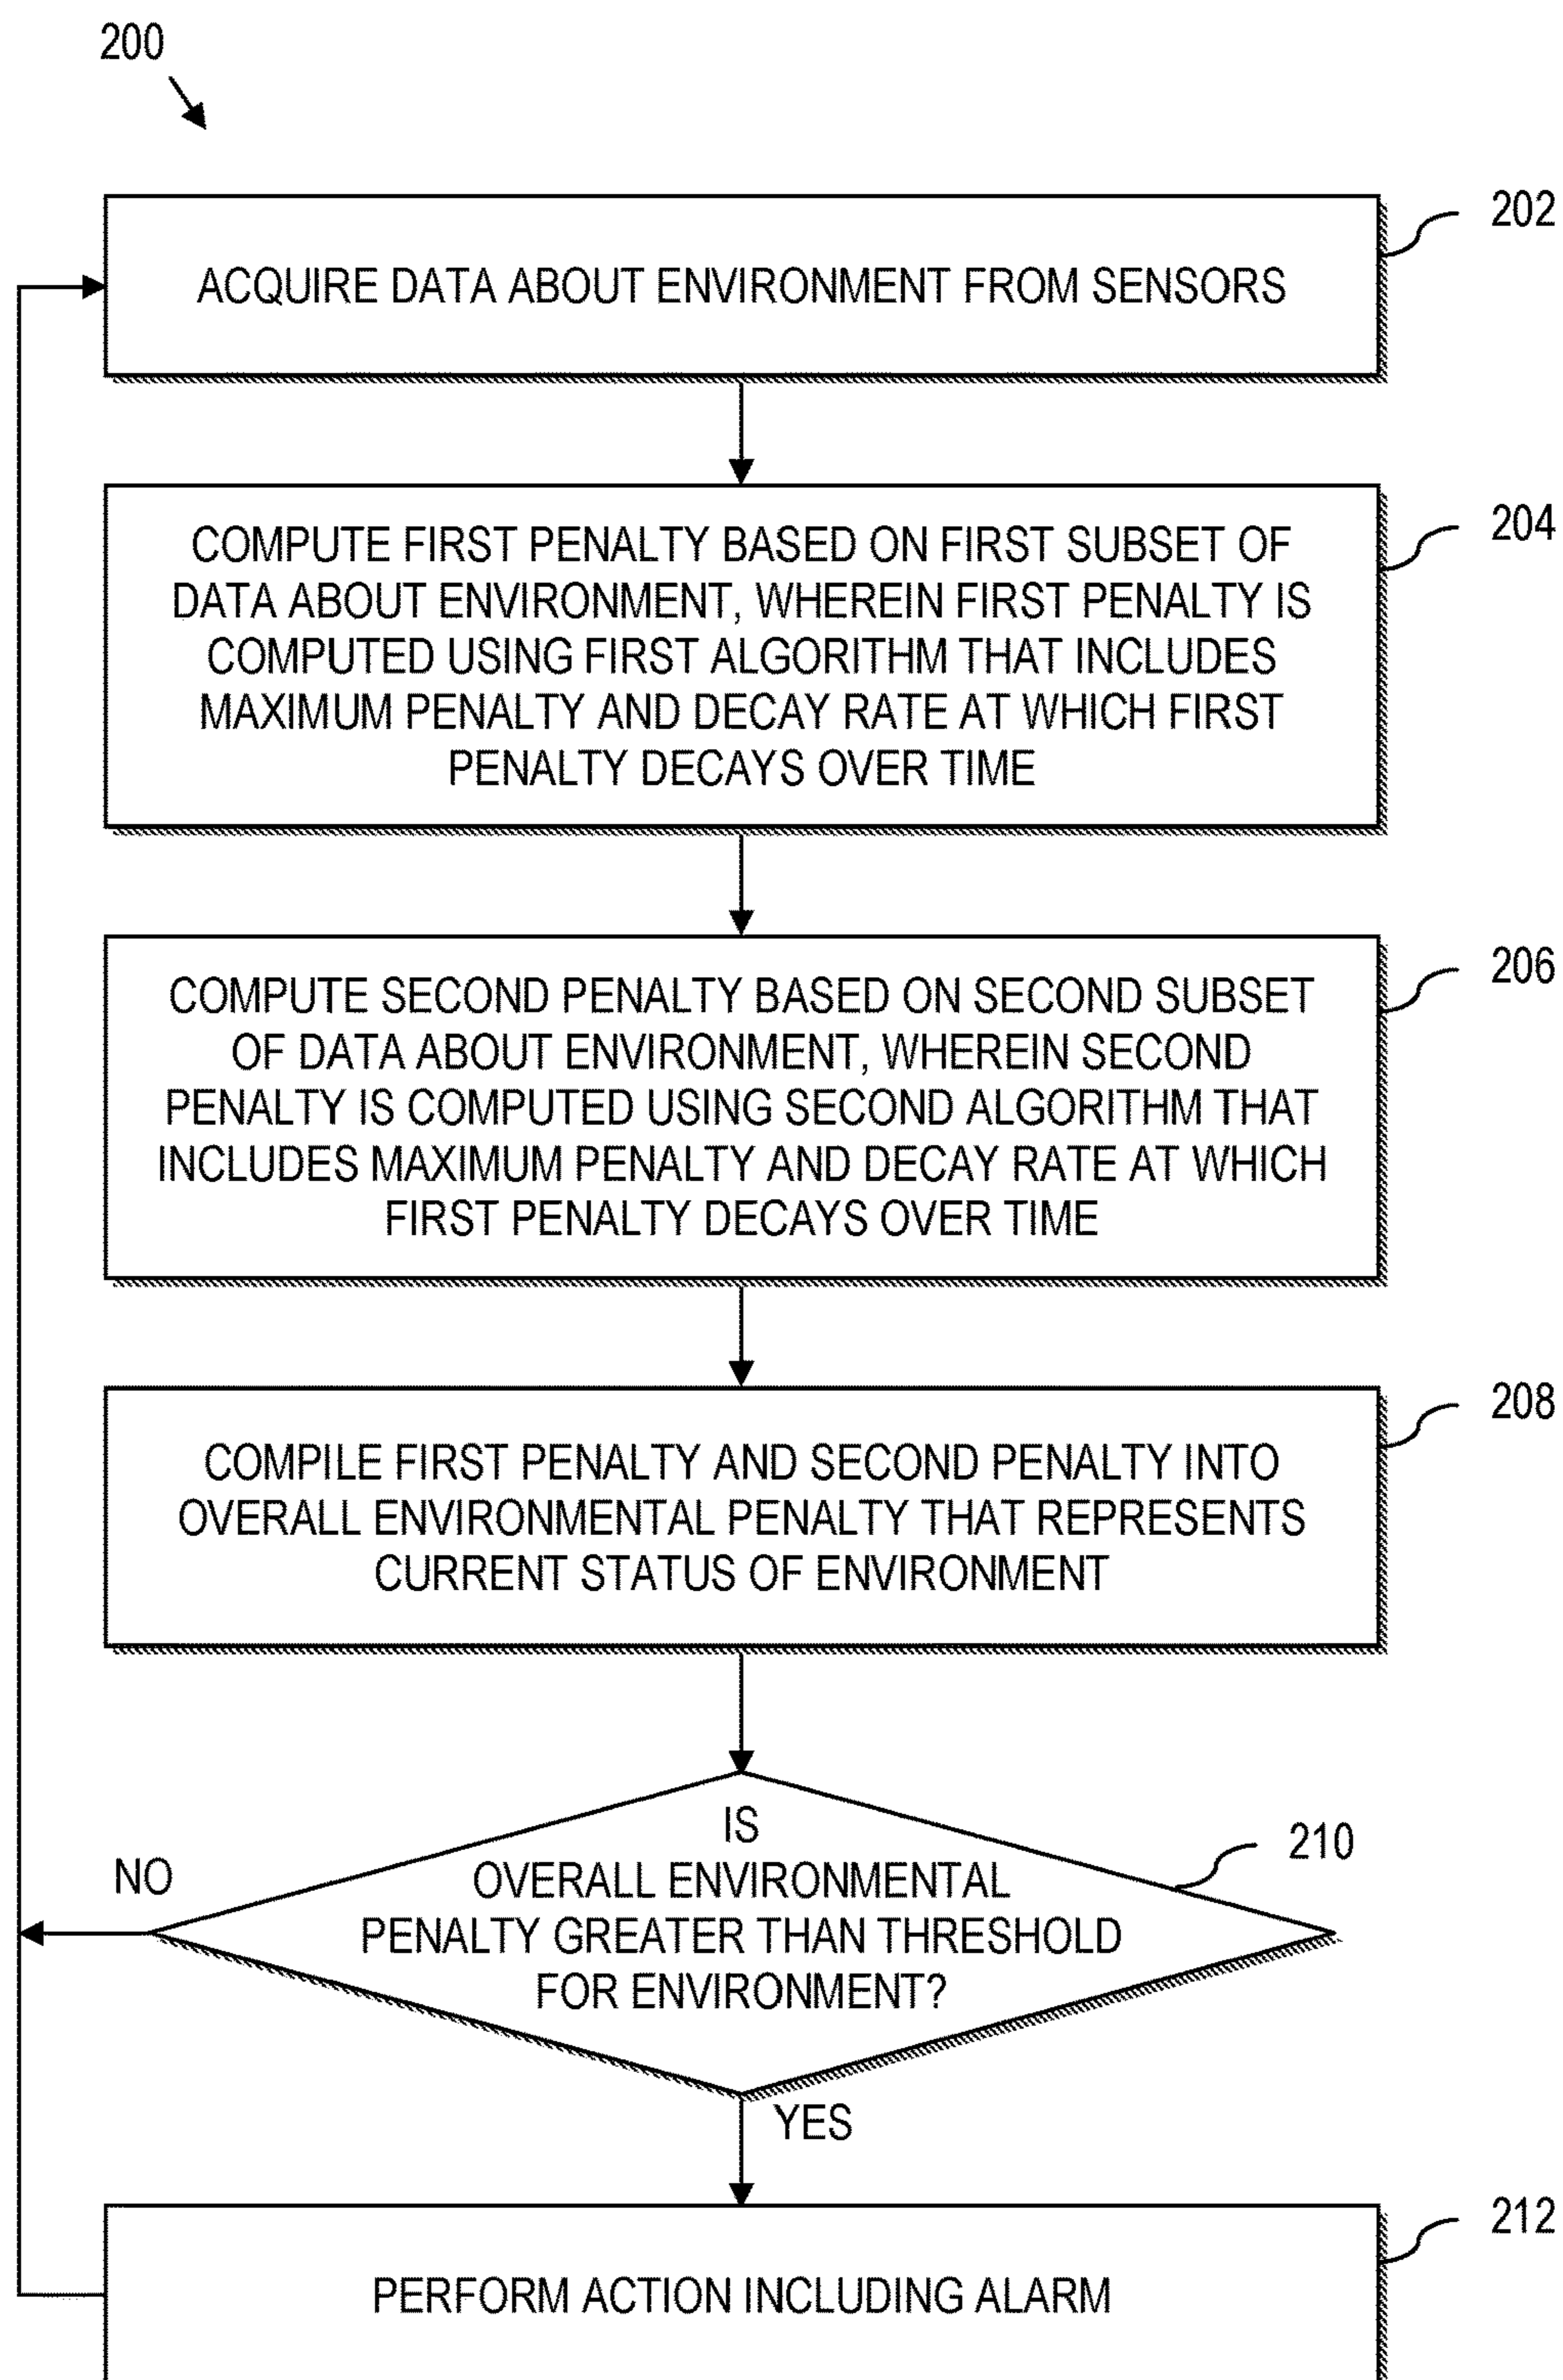 200
202
ACQUIRE DATA ABOUT ENVIRONMENT FROM SENSORS
204
COMPUTE FIRST PENALTY BASED ON FIRST SUBSET OF
DATA ABOUT ENVIRONMENT, WHEREIN FIRST PENALTY IS
COMPUTED USING FIRST ALGORITHM THAT INCLUDES
MAXIMUM PENALTY AND DECAY RATE AT WHICH FIRST
PENALTY DECAYS OVER TIME
206
COMPUTE SECOND PENALTY BASED ON SECOND SUBSET
OF DATA ABOUT ENVIRONMENT, WHEREIN SECOND
PENALTY IS COMPUTED USING SECOND ALGORITHM THAT
INCLUDES MAXIMUM PENALTY AND DECAY RATE AT WHICH
FIRST PENALTY DECAYS OVER TIME
208
COMPILE FIRST PENALTY AND SECOND PENALTY INTO
OVERALL ENVIRONMENTAL PENALTY THAT REPRESENTS
CURRENT STATUS OF ENVIRONMENT
210
IS
OVERALL ENVIRONMENTAL
PENALTY GREATER THAN THRESHOLD
FOR ENVIRONMENT?
NO
YES
212
PERFORM ACTION INCLUDING ALARM